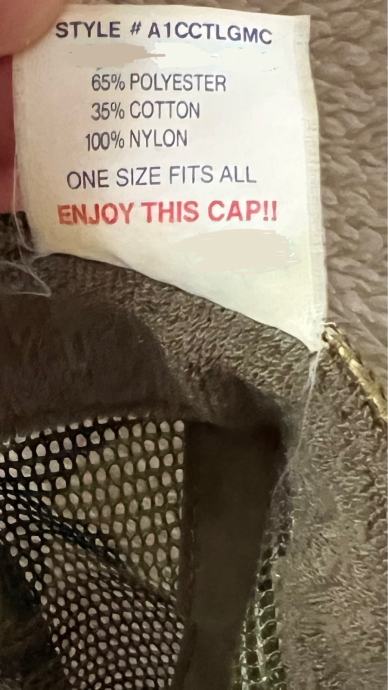 STYLE # A1CCTLGMC
65% POLYESTER
35% COTTON
100% NYLON
ONE SIZE FITS ALL
ENJOY THIS CAP!!